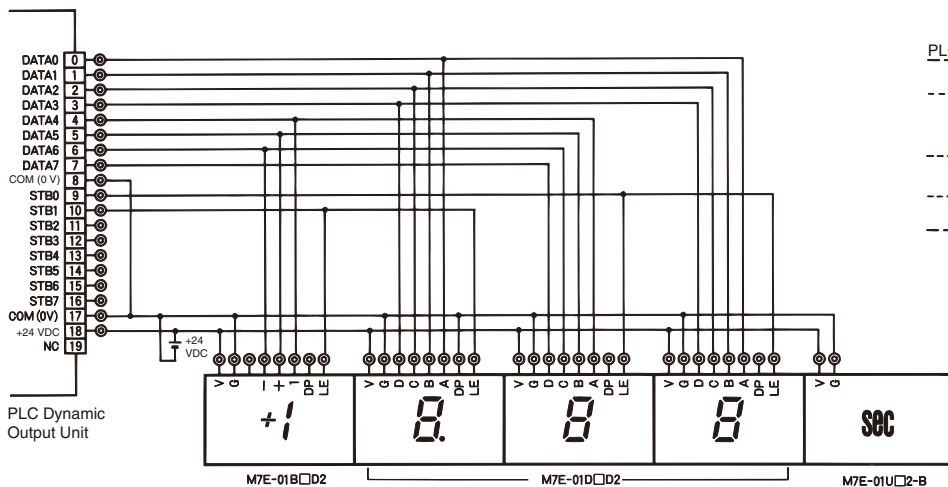 DATA0 0
DATA1 1
DATA2 2
DATA3 3
DATA4 4
DATA5 5
DATA6 6
DATA7 7
COM (0 V) 8
STB0 9
STB1 10
STB2 11
STB3 12
STB4 13
STB5 14
STB6 15
STB7 16
COM (0V) 17
+24 VDC 18
NC 19
PLC Dynamic
Output Unit
+24
VDC
V G − + 1 DP LE
V G D C B A DP LE
V G D C B A DP LE
V G D C B A DP LE
V G
+1 8. 8 8 sec
M7E-01B□D2 M7E-01D□D2 M7E-01U□2-B
PL